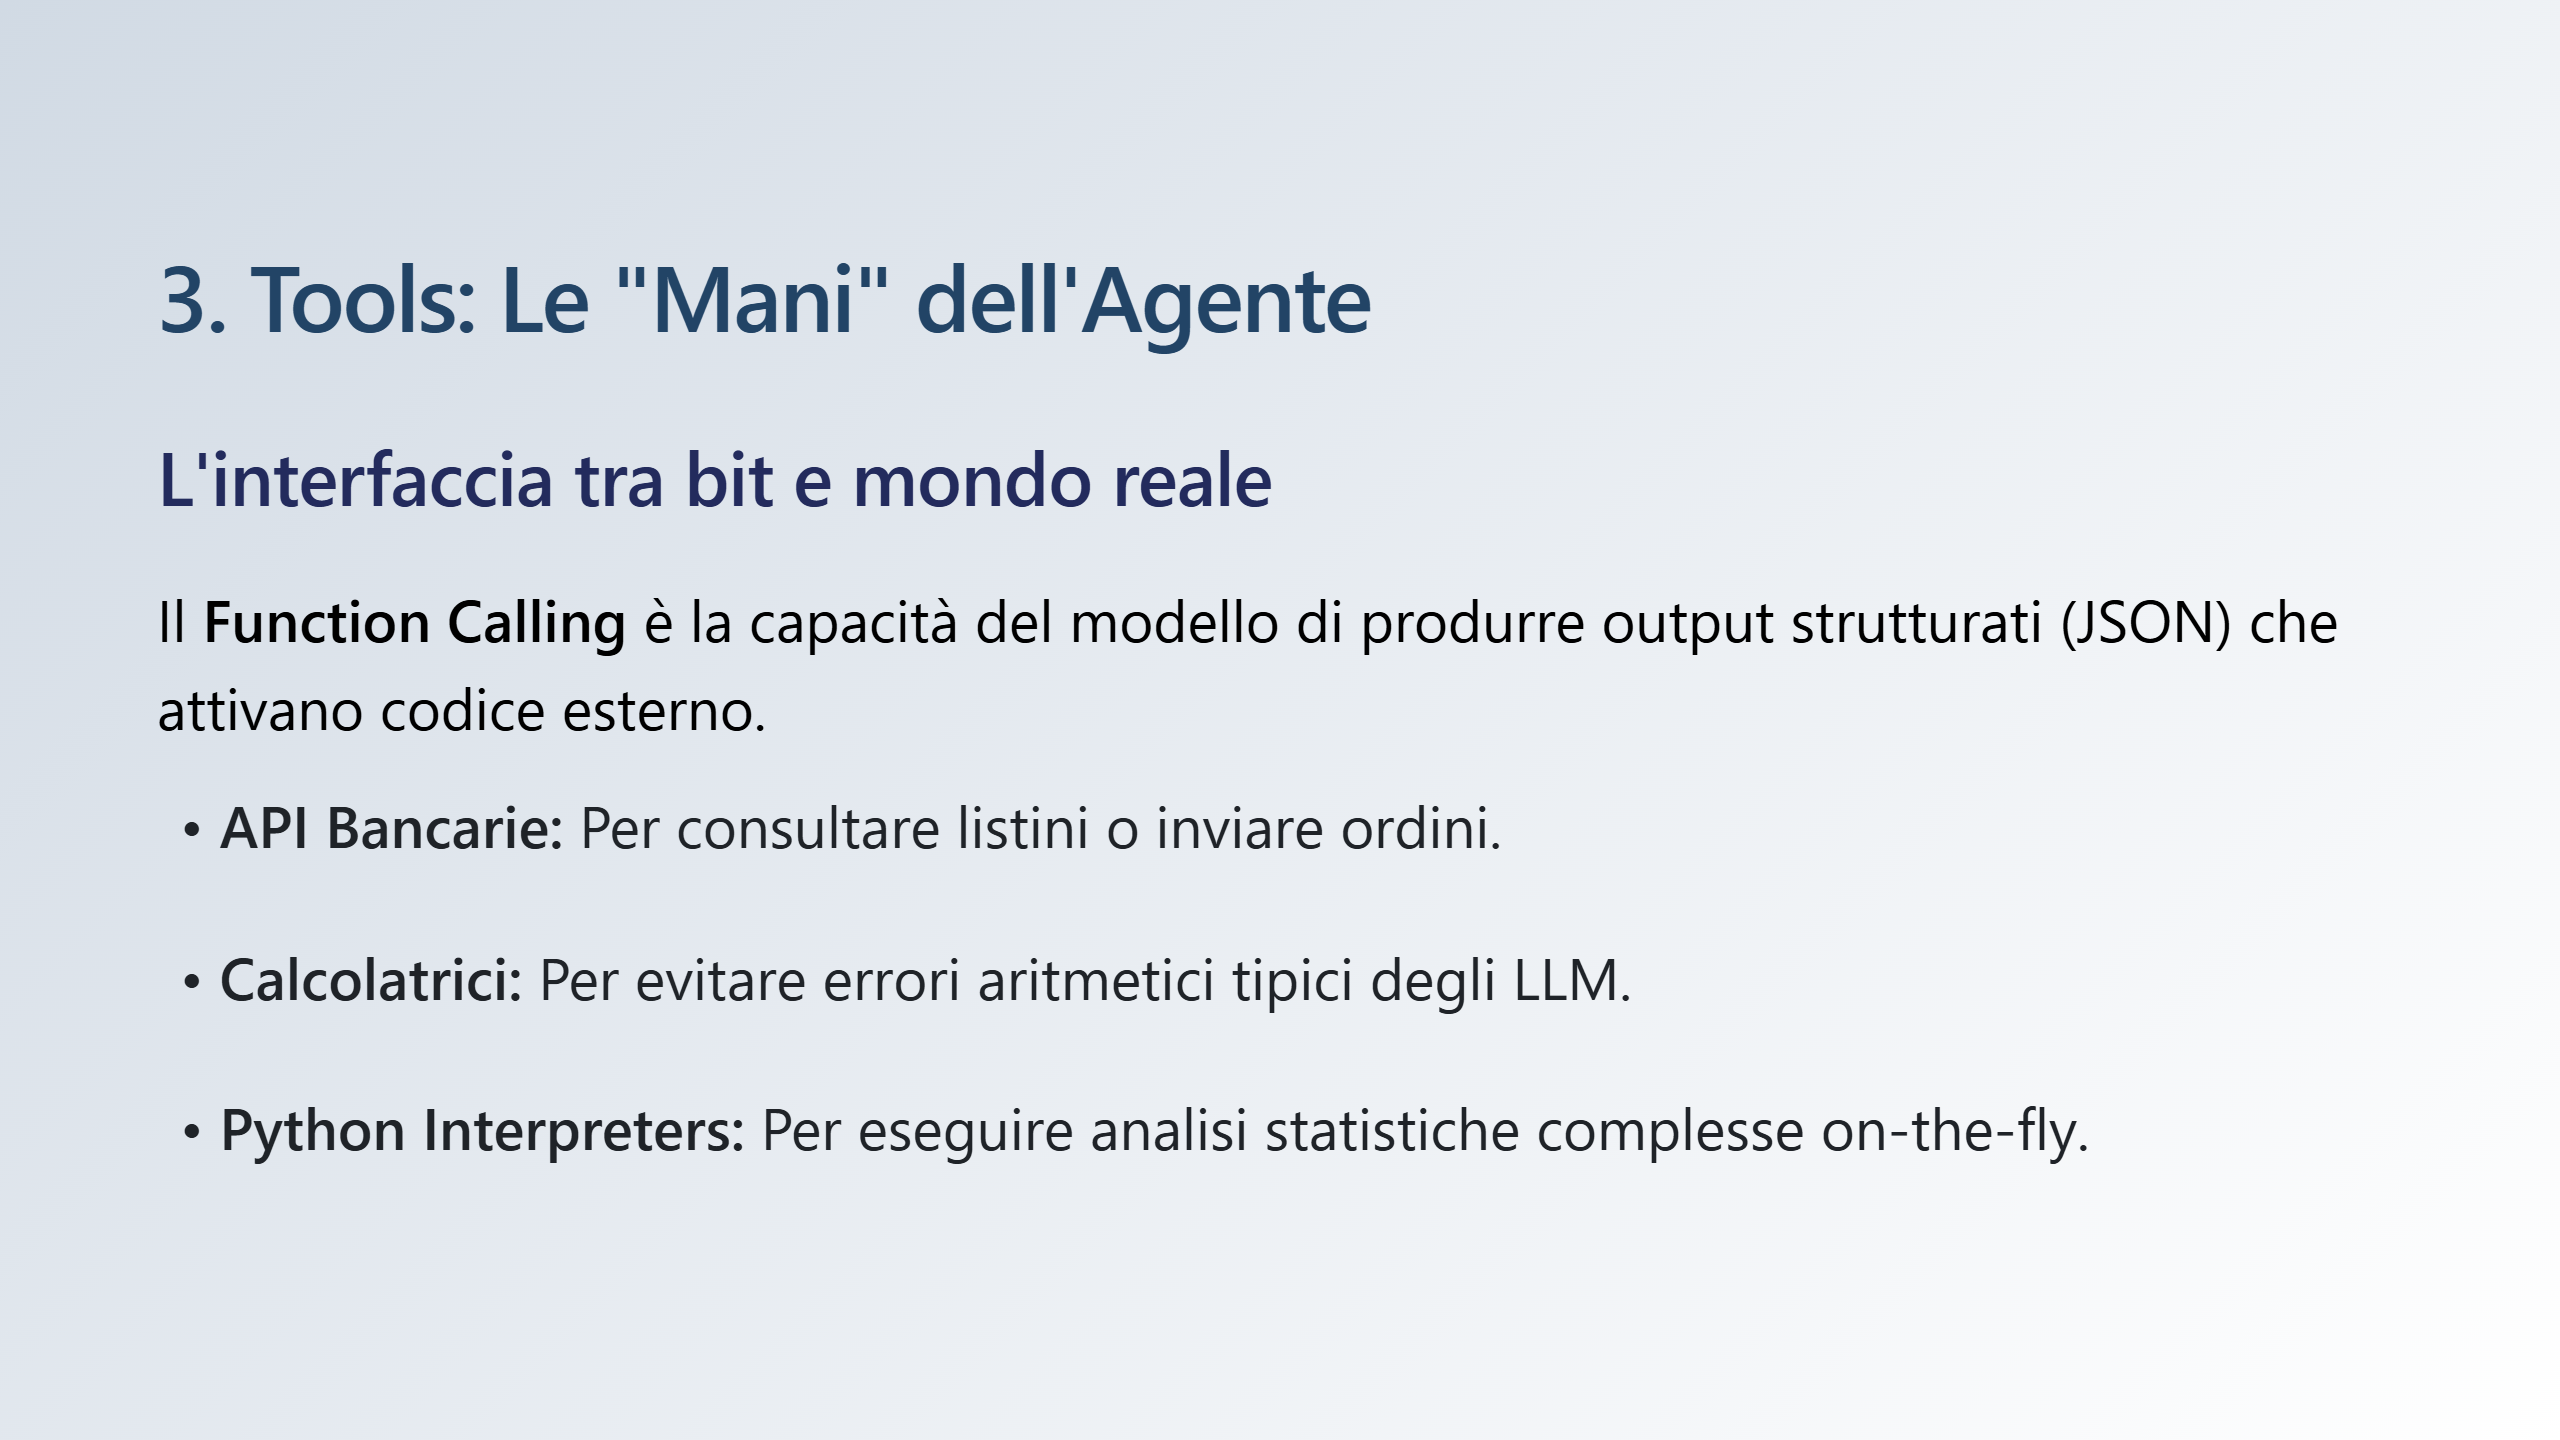 3. Tools: Le "Mani" dell'Agente
L'interfaccia tra bit e mondo reale
Il Function Calling è la capacità del modello di produrre output strutturati (JSON) che
attivano codice esterno.
• API Bancarie: Per consultare listini o inviare ordini.
• Calcolatrici: Per evitare errori aritmetici tipici degli LLM.
• Python Interpreters: Per eseguire analisi statistiche complesse on-the-fly.